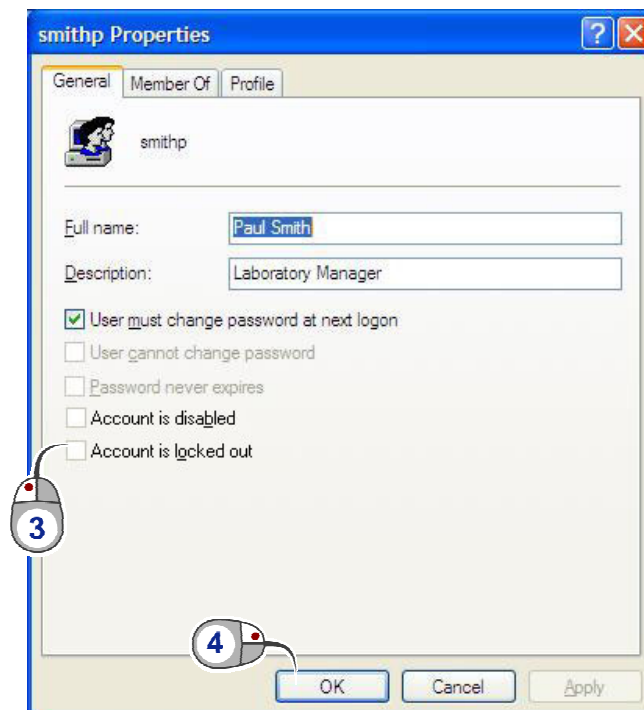 smithp Properties
General Member Of Profile
smithp
Full name: Paul Smith
Description: Laboratory Manager
User must change password at next logon
User cannot change password
Password never expires
Account is disabled
Account is locked out
3
4
OK Cancel Apply